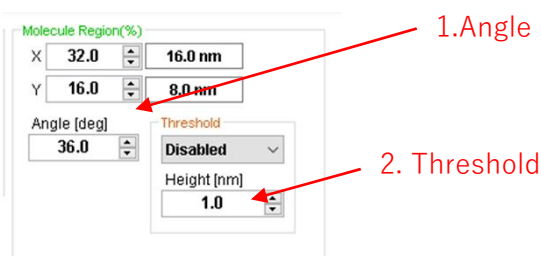 Molecule Region(%)
1.Angle
X 32.0 16.0 nm
Y 16.0 8.0 nm
Angle [deg]
36.0
Threshold
Disabled
Height [nm]
1.0
2. Threshold